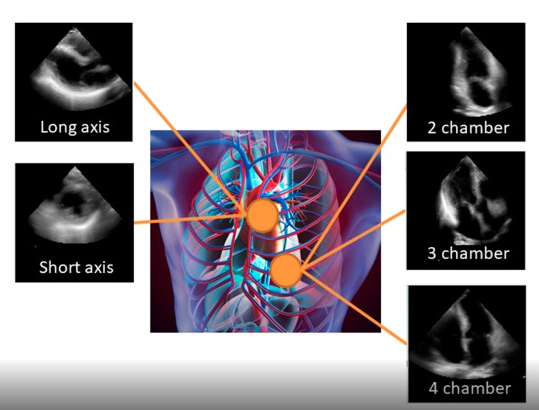 Long axis
Short axis
2 chamber
3 chamber
4 chamber